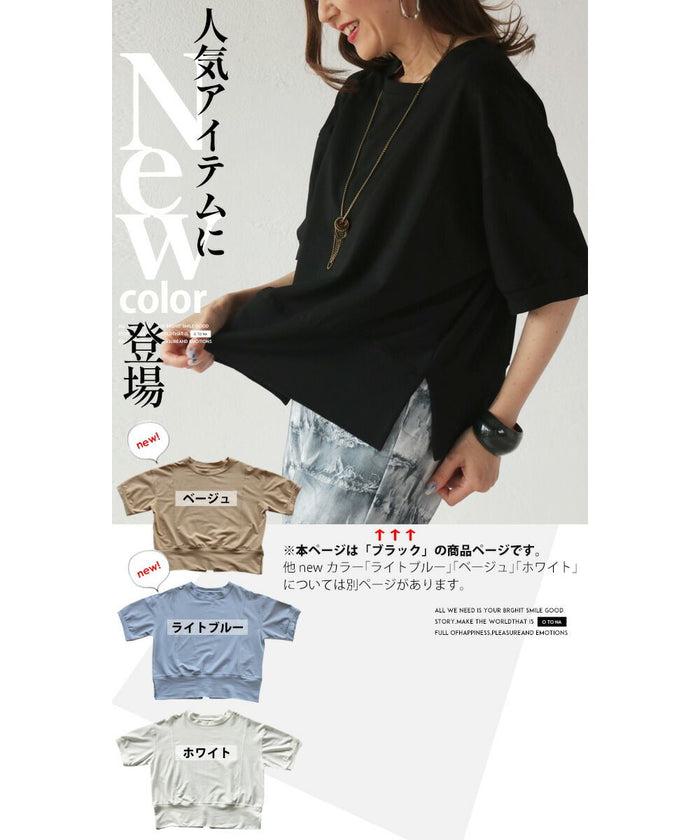 人気アイテムに
New
color
登場
new!
ベージュ
new!
ライトブルー
ホワイト
↑↑↑
※本ページは「ブラック」の商品ページです。
他 new カラー「ライトブルー」「ベージュ」「ホワイト」
については別ページがあります。
ALL WE NEED IS YOUR BRGHIT SMILE GOOD
STORY.MAKE THE WORLDTHAT IS O TO NA
FULL OFHAPPINESS,PLEASUREAND EMOTIONS